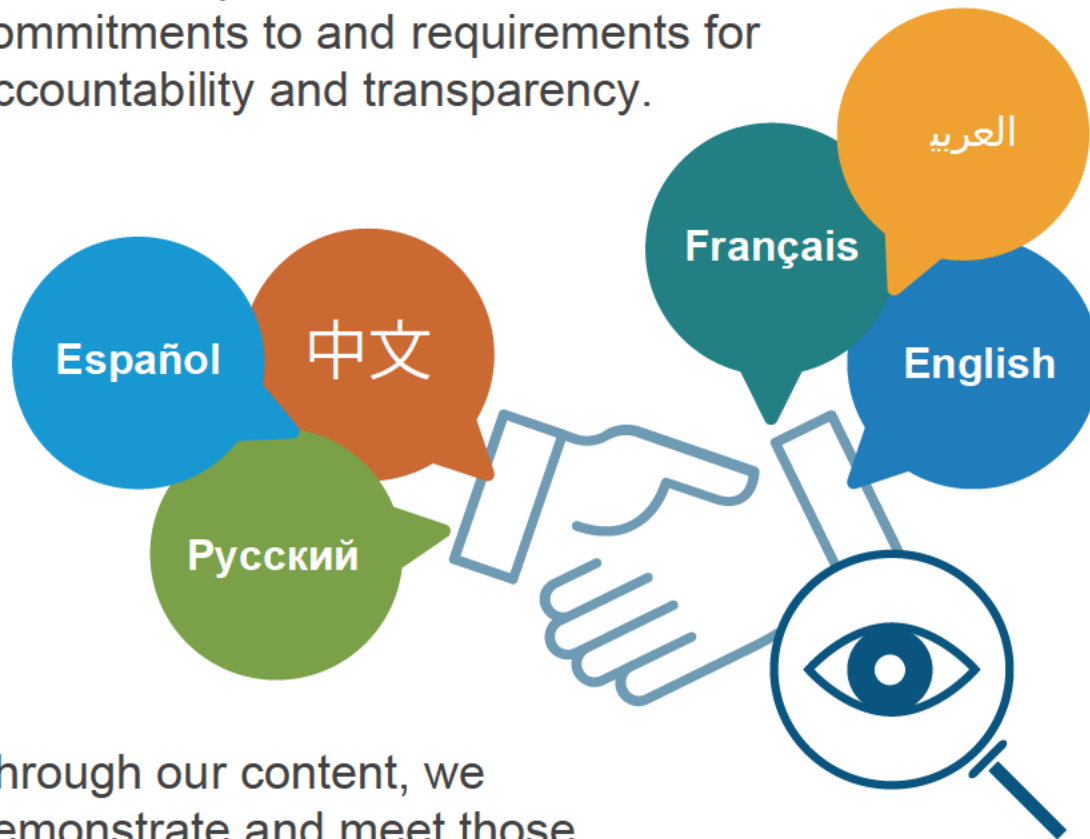 ommitments to and requirements for
ccountability and transparency.
العربيـ
Français
Español
中文
English
Русский
hrough our content, we
emonstrate and meet those